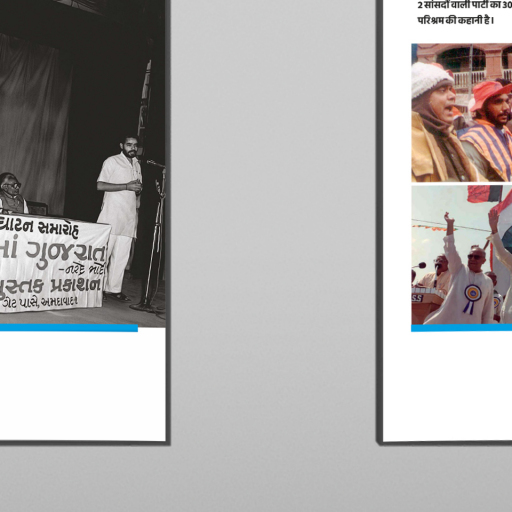 ઘાટન સમારોહ
માં ગુજરાત
-નરેન્દ્ર મોદી
પુસ્તક પ્રકાશન
ગેટ પાસે, અમદાવાદ
2 सांसदों वाली पार्टी का 30
परिश्रम की कहानी है।